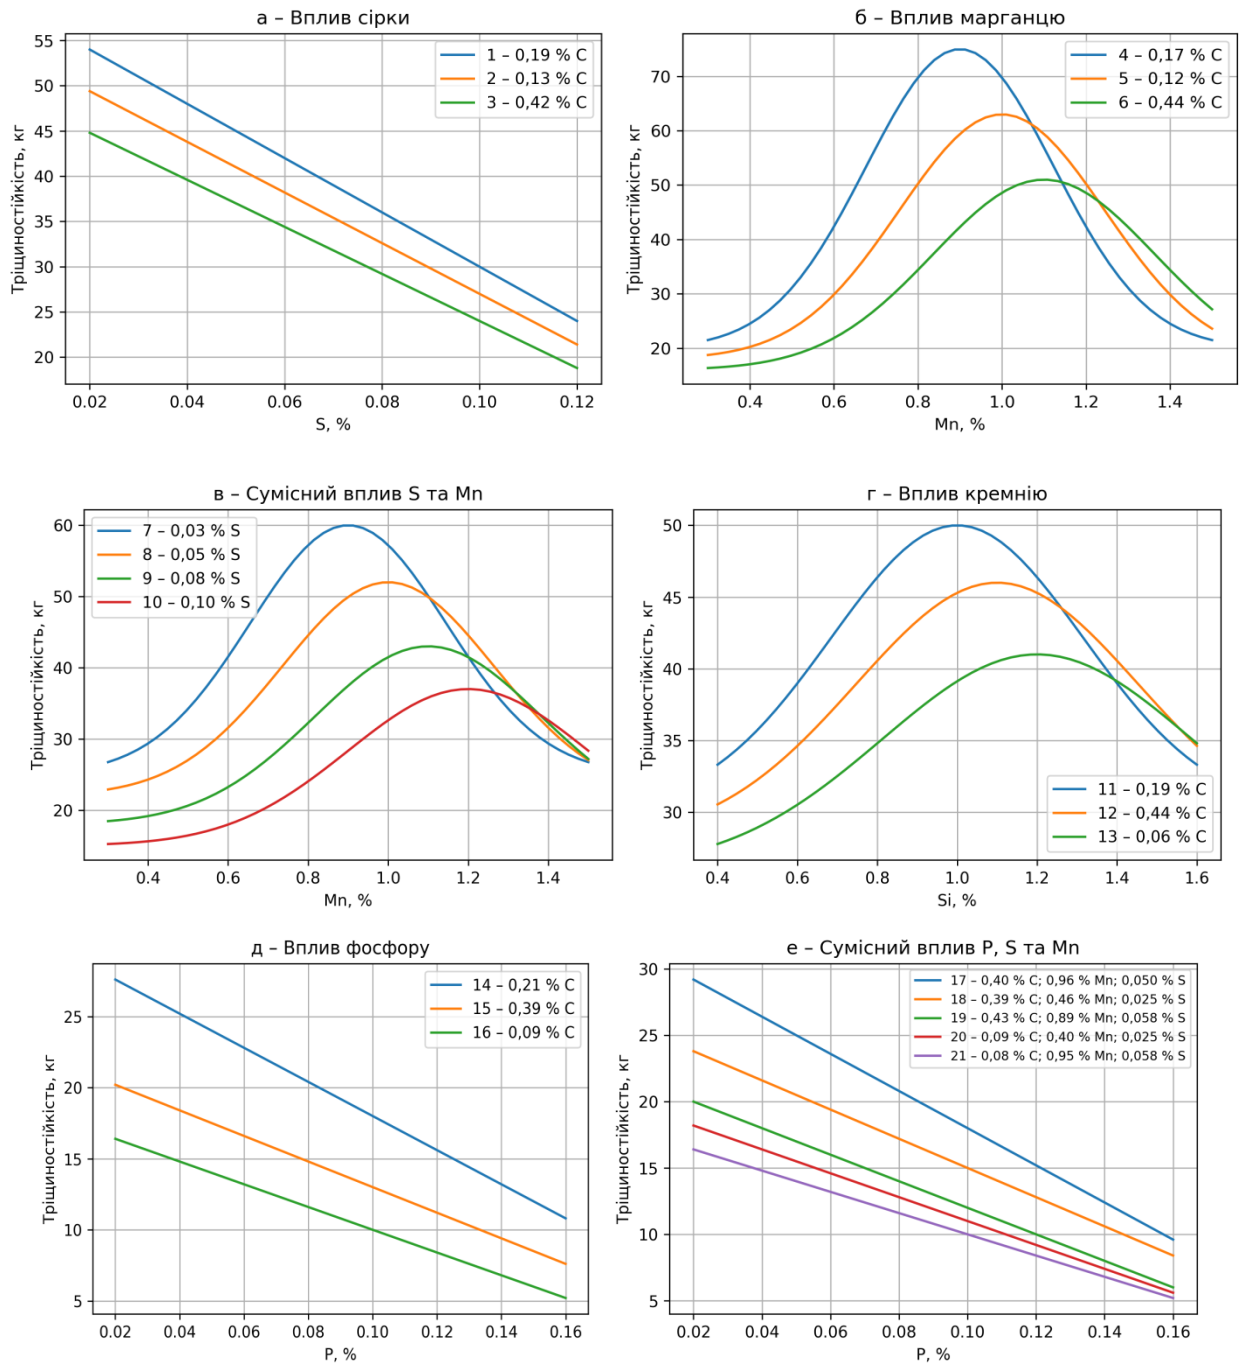 а – Вплив сірки
Тріщиностійкість, кг
55
50
45
40
35
30
25
20
1 – 0,19 % C
2 – 0,13 % C
3 – 0,42 % C
0.02 0.04 0.06 0.08 0.10 0.12
S, %
б – Вплив марганцю
Тріщиностійкість, кг
70
60
50
40
30
20
4 – 0,17 % C
5 – 0,12 % C
6 – 0,44 % C
0.4 0.6 0.8 1.0 1.2 1.4
Mn, %
в – Сумісний вплив S та Mn
Тріщиностійкість, кг
60
50
40
30
20
7 – 0,03 % S
8 – 0,05 % S
9 – 0,08 % S
10 – 0,10 % S
0.4 0.6 0.8 1.0 1.2 1.4
Mn, %
г – Вплив кремнію
Тріщиностійкість, кг
50
45
40
35
30
11 – 0,19 % C
12 – 0,44 % C
13 – 0,06 % C
0.4 0.6 0.8 1.0 1.2 1.4 1.6
Si, %
д – Вплив фосфору
Тріщиностійкість, кг
25
20
15
10
5
14 – 0,21 % C
15 – 0,39 % C
16 – 0,09 % C
0.02 0.04 0.06 0.08 0.10 0.12 0.14 0.16
P, %
е – Сумісний вплив P, S та Mn
Тріщиностійкість, кг
30
25
20
15
10
5
17 – 0,40 % C; 0,96 % Mn; 0,050 % S
18 – 0,39 % C; 0,46 % Mn; 0,025 % S
19 – 0,43 % C; 0,89 % Mn; 0,058 % S
20 – 0,09 % C; 0,40 % Mn; 0,025 % S
21 – 0,08 % C; 0,95 % Mn; 0,058 % S
0.02 0.04 0.06 0.08 0.10 0.12 0.14 0.16
P, %